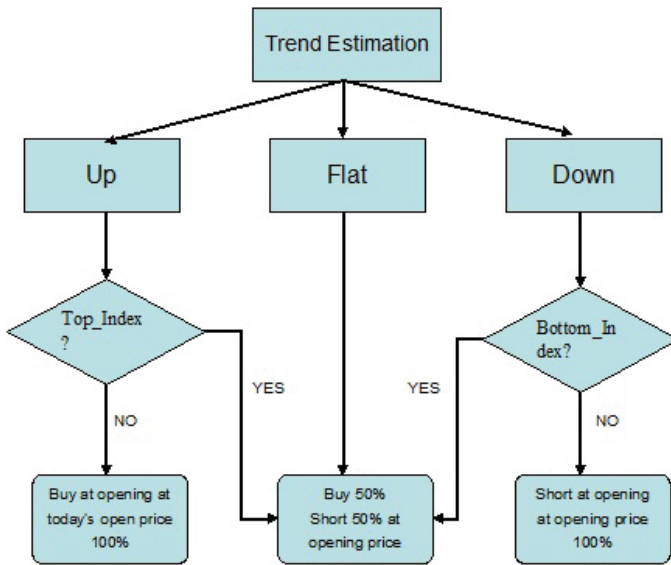 Trend Estimation
Up
Flat
Down
Top_Index
?
Bottom_In
dex?
YES
YES
NO
NO
Buy at opening at
today's open price
100%
Buy 50%
Short 50% at
opening price
Short at opening
at opening price
100%